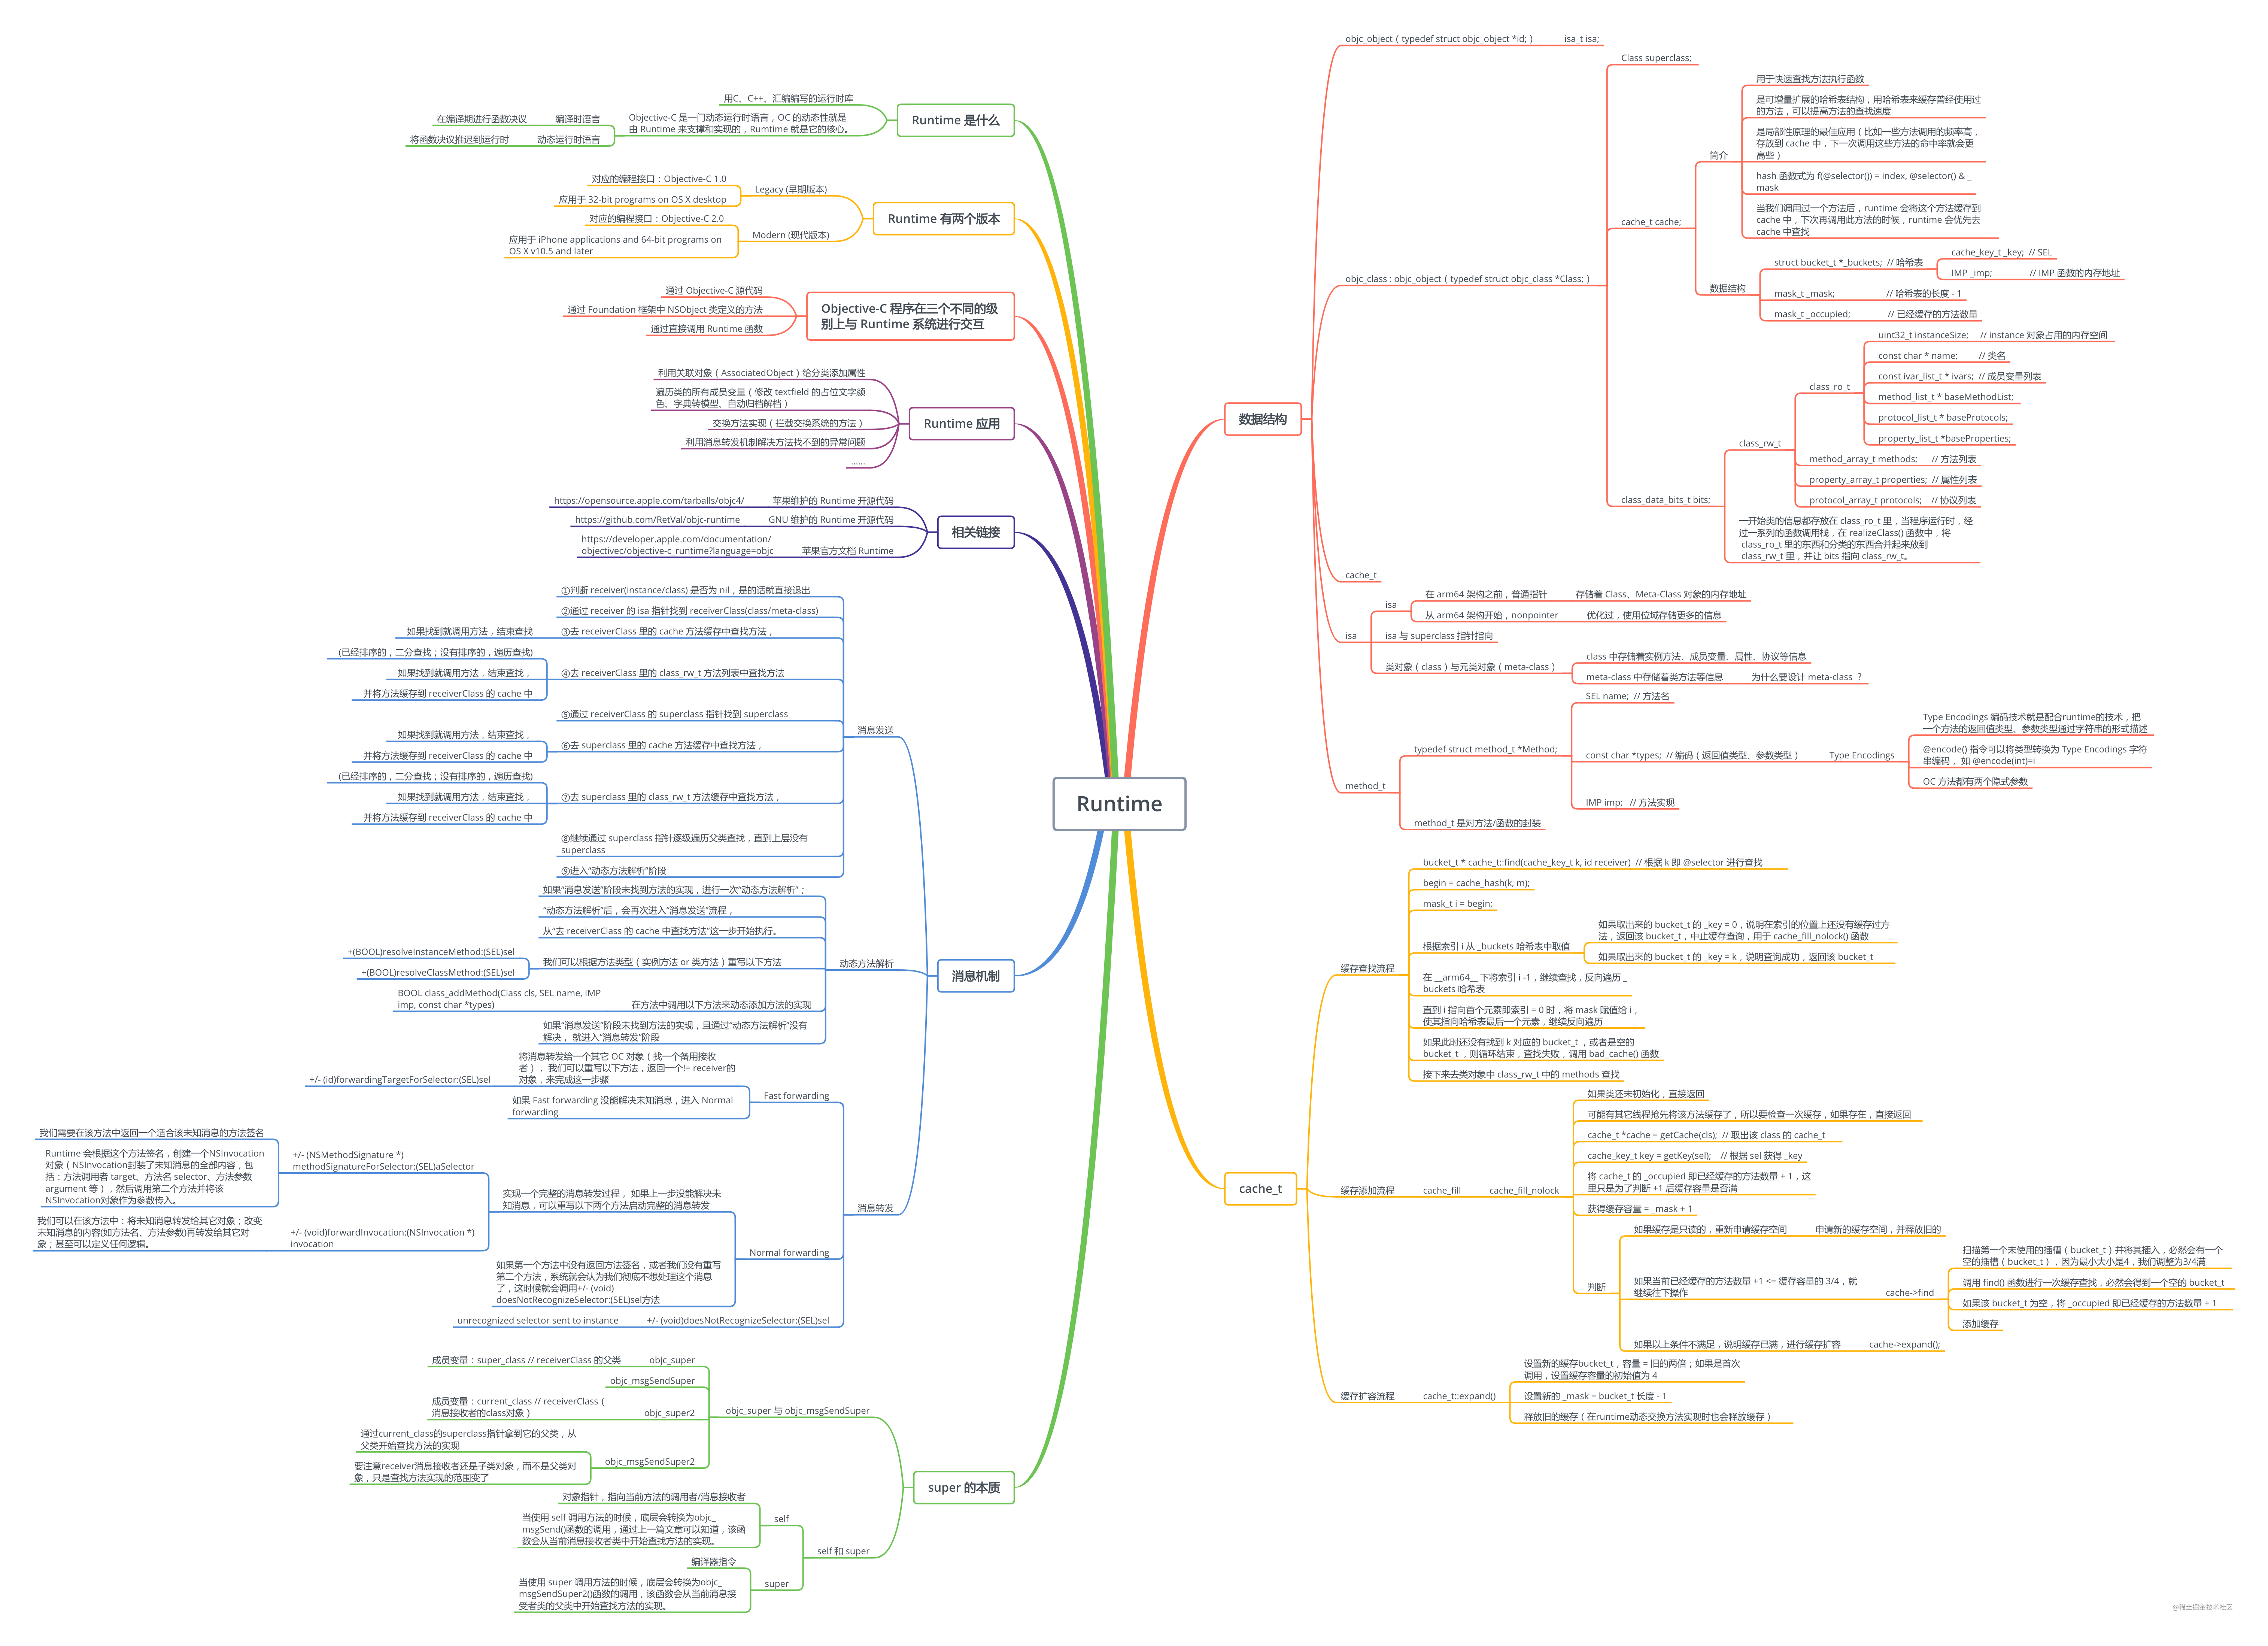 Runtime
Runtime 是什么
用C、C++、汇编编写的运行时库
Objective-C 是一门动态运行时语言，OC 的动态性就是
由 Runtime 来支撑和实现的，Rumtime 就是它的核心。
编译时语言
在编译期进行函数决议
动态运行时语言
将函数决议推迟到运行时
Runtime 有两个版本
Legacy (早期版本)
对应的编程接口：Objective-C 1.0
应用于 32-bit programs on OS X desktop
Modern (现代版本)
对应的编程接口：Objective-C 2.0
应用于 iPhone applications and 64-bit programs on
OS X v10.5 and later
Objective-C 程序在三个不同的级
别上与 Runtime 系统进行交互
通过 Objective-C 源代码
通过 Foundation 框架中 NSObject 类定义的方法
通过直接调用 Runtime 函数
Runtime 应用
利用关联对象（AssociatedObject）给分类添加属性
遍历类的所有成员变量（修改 textfield 的占位文字颜
色、字典转模型、自动归档解档）
交换方法实现（拦截交换系统的方法）
利用消息转发机制解决方法找不到的异常问题
......
相关链接
苹果维护的 Runtime 开源代码
https://opensource.apple.com/tarballs/objc4/
GNU 维护的 Runtime 开源代码
https://github.com/RetVal/objc-runtime
苹果官方文档 Runtime
https://developer.apple.com/documentation/
objectivec/objective-c_runtime?language=objc
消息机制
消息发送
①判断 receiver(instance/class) 是否为 nil，是的话就直接退出
②通过 receiver 的 isa 指针找到 receiverClass(class/meta-class)
③去 receiverClass 里的 cache 方法缓存中查找方法，
如果找到就调用方法，结束查找
④去 receiverClass 里的 class_rw_t 方法列表中查找方法
(已经排序的，二分查找；没有排序的，遍历查找)
如果找到就调用方法，结束查找，
并将方法缓存到 receiverClass 的 cache 中
⑤通过 receiverClass 的 superclass 指针找到 superclass
⑥去 superclass 里的 cache 方法缓存中查找方法，
如果找到就调用方法，结束查找，
并将方法缓存到 receiverClass 的 cache 中
⑦去 superclass 里的 class_rw_t 方法缓存中查找方法，
(已经排序的，二分查找；没有排序的，遍历查找)
如果找到就调用方法，结束查找，
并将方法缓存到 receiverClass 的 cache 中
⑧继续通过 superclass 指针逐级遍历父类查找，直到上层没有
superclass
⑨进入“动态方法解析”阶段
动态方法解析
如果“消息发送”阶段未找到方法的实现，进行一次“动态方法解析”；
“动态方法解析”后，会再次进入“消息发送”流程，
从“去 receiverClass 的 cache 中查找方法”这一步开始执行。
我们可以根据方法类型（实例方法 or 类方法）重写以下方法
+(BOOL)resolveInstanceMethod:(SEL)sel
+(BOOL)resolveClassMethod:(SEL)sel
在方法中调用以下方法来动态添加方法的实现
BOOL class_addMethod(Class cls, SEL name, IMP
imp, const char *types)
如果“消息发送”阶段未找到方法的实现，且通过“动态方法解析”没有
解决， 就进入“消息转发”阶段
消息转发
Fast forwarding
将消息转发给一个其它 OC 对象（找一个备用接收
者）， 我们可以重写以下方法，返回一个!= receiver的
对象，来完成这一步骤
+/- (id)forwardingTargetForSelector:(SEL)sel
如果 Fast forwarding 没能解决未知消息，进入 Normal
forwarding
Normal forwarding
实现一个完整的消息转发过程， 如果上一步没能解决未
知消息，可以重写以下两个方法启动完整的消息转发
+/- (NSMethodSignature *)
methodSignatureForSelector:(SEL)aSelector
我们需要在该方法中返回一个适合该未知消息的方法签名
Runtime 会根据这个方法签名，创建一个NSInvocation
对象（NSInvocation封装了未知消息的全部内容，包
括：方法调用者 target、方法名 selector、方法参数
argument 等），然后调用第二个方法并将该
NSInvocation对象作为参数传入。
+/- (void)forwardInvocation:(NSInvocation *)
invocation
我们可以在该方法中：将未知消息转发给其它对象；改变
未知消息的内容(如方法名、方法参数)再转发给其它对
象；甚至可以定义任何逻辑。
如果第一个方法中没有返回方法签名，或者我们没有重写
第二个方法，系统就会认为我们彻底不想处理这个消息
了，这时候就会调用+/- (void)
doesNotRecognizeSelector:(SEL)sel方法
+/- (void)doesNotRecognizeSelector:(SEL)sel
unrecognized selector sent to instance
super 的本质
objc_super 与 objc_msgSendSuper
objc_super
成员变量：super_class // receiverClass 的父类
objc_msgSendSuper
objc_super2
成员变量：current_class // receiverClass（
消息接收者的class对象）
objc_msgSendSuper2
通过current_class的superclass指针拿到它的父类，从
父类开始查找方法的实现
要注意receiver消息接收者还是子类对象，而不是父类对
象，只是查找方法实现的范围变了
self 和 super
self
对象指针，指向当前方法的调用者/消息接收者
当使用 self 调用方法的时候，底层会转换为objc_
msgSend()函数的调用，通过上一篇文章可以知道，该函
数会从当前消息接收者类中开始查找方法的实现。
super
编译器指令
当使用 super 调用方法的时候，底层会转换为objc_
msgSendSuper2()函数的调用，该函数会从当前消息接
受者类的父类中开始查找方法的实现。
数据结构
objc_object（typedef struct objc_object *id;）
isa_t isa;
objc_class : objc_object（typedef struct objc_class *Class;）
Class superclass;
cache_t cache;
简介
用于快速查找方法执行函数
是可增量扩展的哈希表结构，用哈希表来缓存曾经使用过
的方法，可以提高方法的查找速度
是局部性原理的最佳应用（比如一些方法调用的频率高，
存放到 cache 中，下一次调用这些方法的命中率就会更
高些）
hash 函数式为 f(@selector()) = index, @selector() & _
mask
当我们调用过一个方法后，runtime 会将这个方法缓存到
cache 中，下次再调用此方法的时候，runtime 会优先去
cache 中查找
数据结构
struct bucket_t *_buckets; // 哈希表
cache_key_t _key; // SEL
IMP _imp; // IMP 函数的内存地址
mask_t _mask; // 哈希表的长度 - 1
mask_t _occupied; // 已经缓存的方法数量
class_data_bits_t bits;
class_rw_t
class_ro_t
uint32_t instanceSize; // instance 对象占用的内存空间
const char * name; // 类名
const ivar_list_t * ivars; // 成员变量列表
method_list_t * baseMethodList;
protocol_list_t * baseProtocols;
property_list_t *baseProperties;
method_array_t methods; // 方法列表
property_array_t properties; // 属性列表
protocol_array_t protocols; // 协议列表
一开始类的信息都存放在 class_ro_t 里，当程序运行时，经
过一系列的函数调用栈，在 realizeClass() 函数中，将
class_ro_t 里的东西和分类的东西合并起来放到
class_rw_t 里，并让 bits 指向 class_rw_t。
cache_t
isa
isa
在 arm64 架构之前，普通指针
存储着 Class、Meta-Class 对象的内存地址
从 arm64 架构开始，nonpointer
优化过，使用位域存储更多的信息
isa 与 superclass 指针指向
类对象（class）与元类对象（meta-class）
class 中存储着实例方法、成员变量、属性、协议等信息
meta-class 中存储着类方法等信息
为什么要设计 meta-class ？
method_t
typedef struct method_t *Method;
SEL name; // 方法名
const char *types; // 编码（返回值类型、参数类型）
Type Encodings
Type Encodings 编码技术就是配合runtime的技术，把
一个方法的返回值类型、参数类型通过字符串的形式描述
@encode() 指令可以将类型转换为 Type Encodings 字符
串编码， 如 @encode(int)=i
OC 方法都有两个隐式参数
IMP imp; // 方法实现
method_t 是对方法/函数的封装
cache_t
缓存查找流程
bucket_t * cache_t::find(cache_key_t k, id receiver) // 根据 k 即 @selector 进行查找
begin = cache_hash(k, m);
mask_t i = begin;
根据索引 i 从 _buckets 哈希表中取值
如果取出来的 bucket_t 的 _key = 0，说明在索引的位置上还没有缓存过方
法，返回该 bucket_t，中止缓存查询，用于 cache_fill_nolock() 函数
如果取出来的 bucket_t 的 _key = k，说明查询成功，返回该 bucket_t
在 __arm64__ 下将索引 i -1，继续查找，反向遍历 _
buckets 哈希表
直到 i 指向首个元素即索引 = 0 时，将 mask 赋值给 i，
使其指向哈希表最后一个元素，继续反向遍历
如果此时还没有找到 k 对应的 bucket_t ，或者是空的
bucket_t ，则循环结束，查找失败，调用 bad_cache() 函数
接下来去类对象中 class_rw_t 中的 methods 查找
缓存添加流程
cache_fill
cache_fill_nolock
如果类还未初始化，直接返回
可能有其它线程抢先将该方法缓存了，所以要检查一次缓存，如果存在，直接返回
cache_t *cache = getCache(cls); // 取出该 class 的 cache_t
cache_key_t key = getKey(sel); // 根据 sel 获得 _key
将 cache_t 的 _occupied 即已经缓存的方法数量 + 1，这
里只是为了判断 +1 后缓存容量是否满
获得缓存容量 = _mask + 1
判断
如果缓存是只读的，重新申请缓存空间
申请新的缓存空间，并释放旧的
如果当前已经缓存的方法数量 +1 <= 缓存容量的 3/4，就
继续往下操作
cache->find
扫描第一个未使用的插槽（bucket_t）并将其插入，必然会有一个
空的插槽（bucket_t），因为最小大小是4，我们调整为3/4满
调用 find() 函数进行一次缓存查找，必然会得到一个空的 bucket_t
如果该 bucket_t 为空，将 _occupied 即已经缓存的方法数量 + 1
添加缓存
如果以上条件不满足，说明缓存已满，进行缓存扩容
cache->expand();
缓存扩容流程
cache_t::expand()
设置新的缓存bucket_t，容量 = 旧的两倍；如果是首次
调用，设置缓存容量的初始值为 4
设置新的 _mask = bucket_t 长度 - 1
释放旧的缓存（在runtime动态交换方法实现时也会释放缓存）
@稀土掘金技术社区